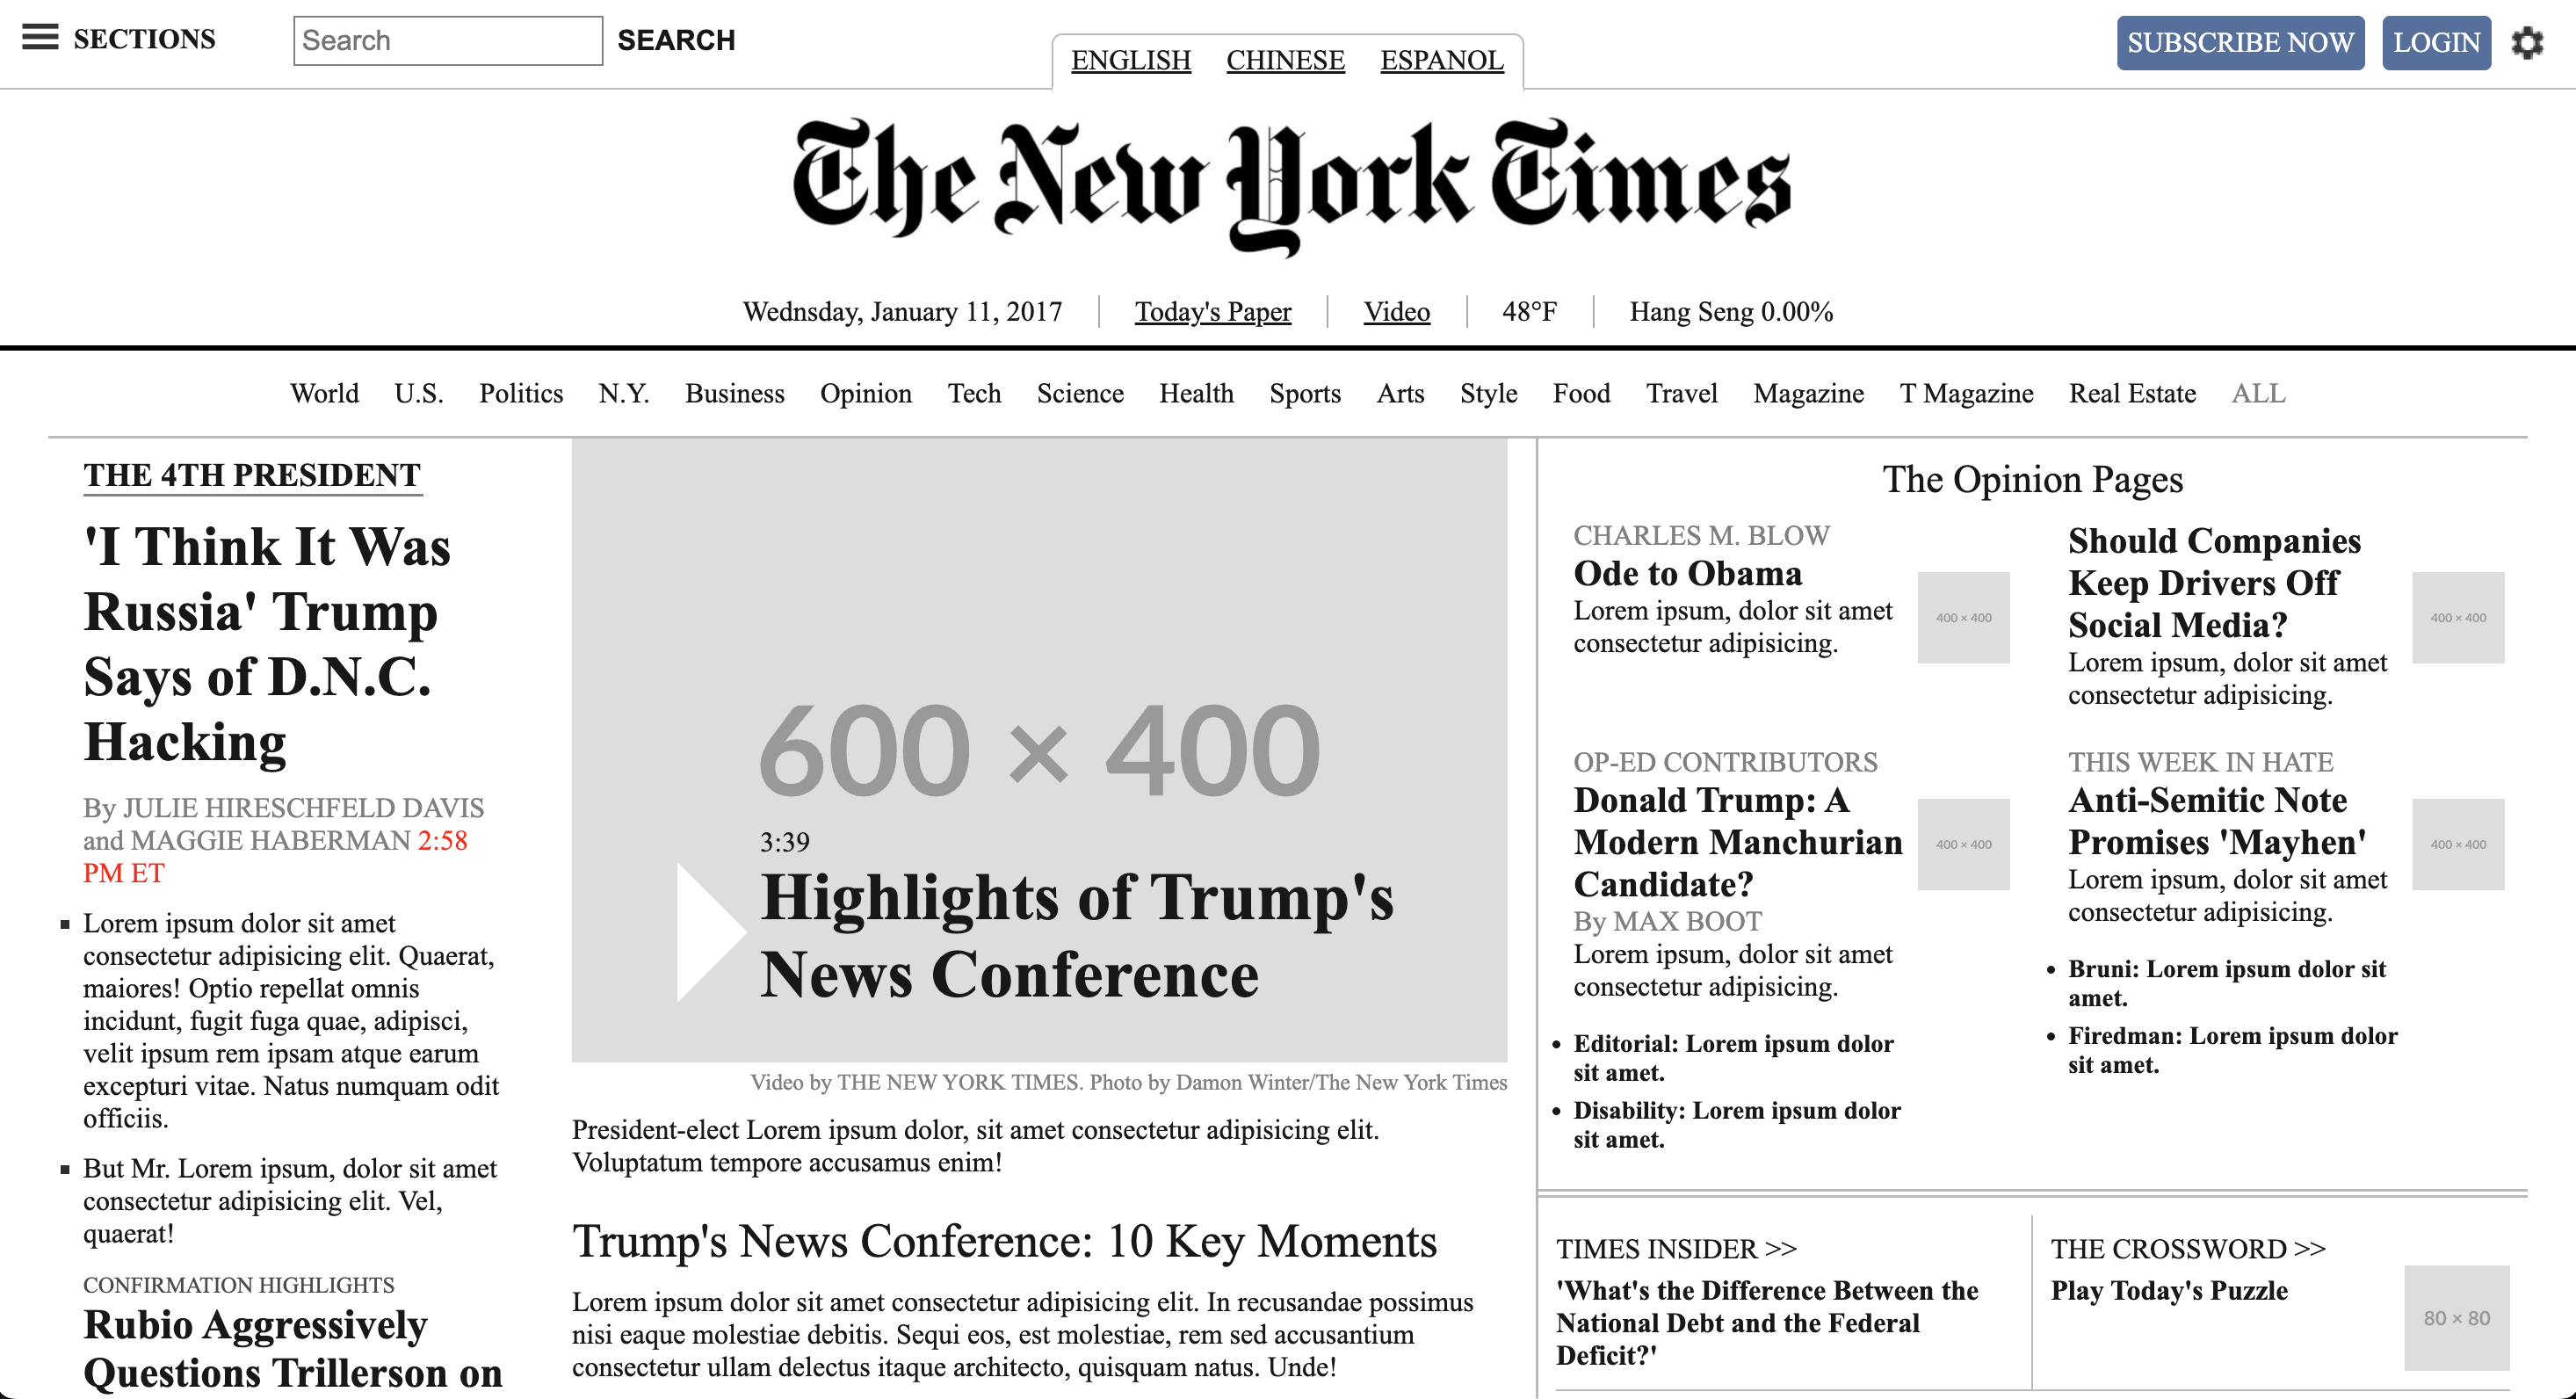 SECTIONS
Search
SEARCH
ENGLISH CHINESE ESPANOL
SUBSCRIBE NOW
LOGIN
The New York Times
Wednsday, January 11, 2017
Today's Paper
Video
48°F
Hang Seng 0.00%
World U.S. Politics N.Y. Business Opinion Tech Science Health Sports Arts Style Food Travel Magazine T Magazine Real Estate ALL
THE 4TH PRESIDENT
'I Think It Was
Russia' Trump
Says of D.N.C.
Hacking
By JULIE HIRESCHFELD DAVIS
and MAGGIE HABERMAN 2:58
PM ET
Lorem ipsum dolor sit amet
consectetur adipisicing elit. Quaerat,
maiores! Optio repellat omnis
incidunt, fugit fuga quae, adipisci,
velit ipsum rem ipsam atque earum
excepturi vitae. Natus numquam odit
officiis.
But Mr. Lorem ipsum, dolor sit amet
consectetur adipisicing elit. Vel,
quaerat!
CONFIRMATION HIGHLIGHTS
Rubio Aggressively
Questions Trillerson on
600 × 400
3:39
Highlights of Trump's
News Conference
Video by THE NEW YORK TIMES. Photo by Damon Winter/The New York Times
President-elect Lorem ipsum dolor, sit amet consectetur adipisicing elit.
Voluptatum tempore accusamus enim!
Trump's News Conference: 10 Key Moments
Lorem ipsum dolor sit amet consectetur adipisicing elit. In recusandae possimus
nisi eaque molestiae debitis. Sequi eos, est molestiae, rem sed accusantium
consectetur ullam delectus itaque architecto, quisquam natus. Unde!
The Opinion Pages
CHARLES M. BLOW
Ode to Obama
Lorem ipsum, dolor sit amet
consectetur adipisicing.
400 × 400
OP-ED CONTRIBUTORS
Donald Trump: A
Modern Manchurian
Candidate?
By MAX BOOT
Lorem ipsum, dolor sit amet
consectetur adipisicing.
400 × 400
Editorial: Lorem ipsum dolor
sit amet.
Disability: Lorem ipsum dolor
sit amet.
Should Companies
Keep Drivers Off
Social Media?
Lorem ipsum, dolor sit amet
consectetur adipisicing.
400 × 400
THIS WEEK IN HATE
Anti-Semitic Note
Promises 'Mayhen'
Lorem ipsum, dolor sit amet
consectetur adipisicing.
400 × 400
Bruni: Lorem ipsum dolor sit
amet.
Firedman: Lorem ipsum dolor
sit amet.
TIMES INSIDER >>
'What's the Difference Between the
National Debt and the Federal
Deficit?'
THE CROSSWORD >>
Play Today's Puzzle
80 × 80